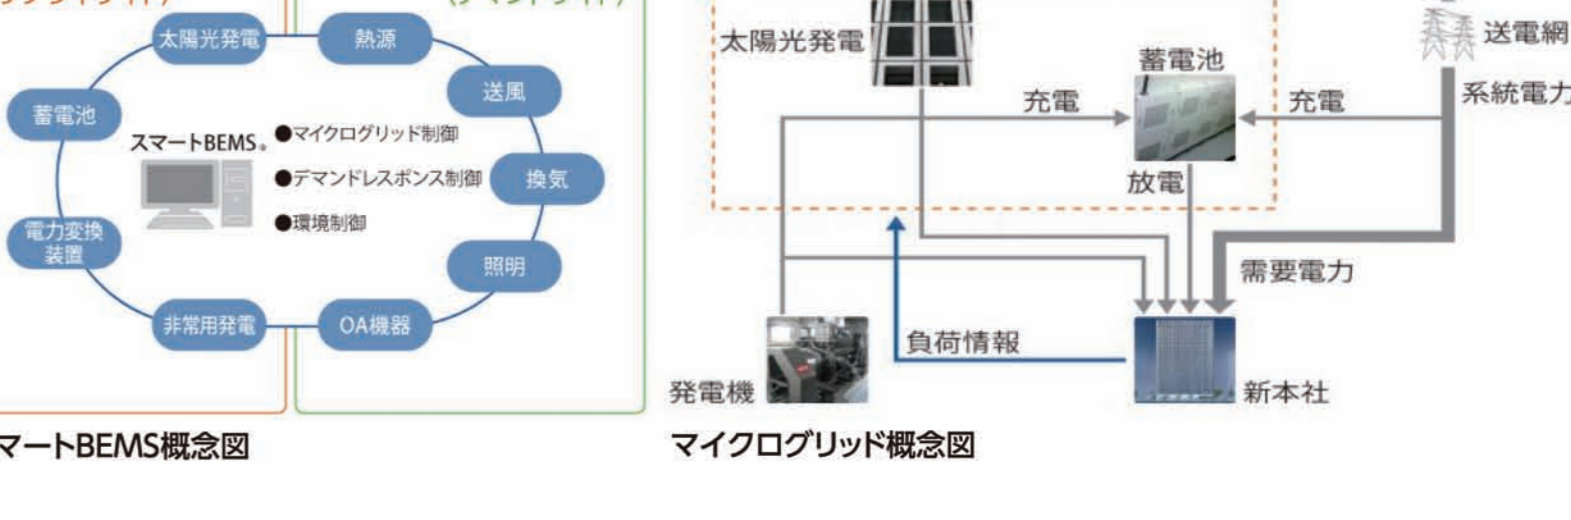 太陽光発電
熱源
蓄電池
送風
スマートBEMS®
●マイクログリッド制御
●デマンドレスポンス制御
●環境制御
換気
電力変換
装置
照明
非常用発電
OA機器
マートBEMS概念図
太陽光発電
蓄電池
送電網
充電
充電
系統電力
放電
需要電力
負荷情報
発電機
新本社
マイクログリッド概念図